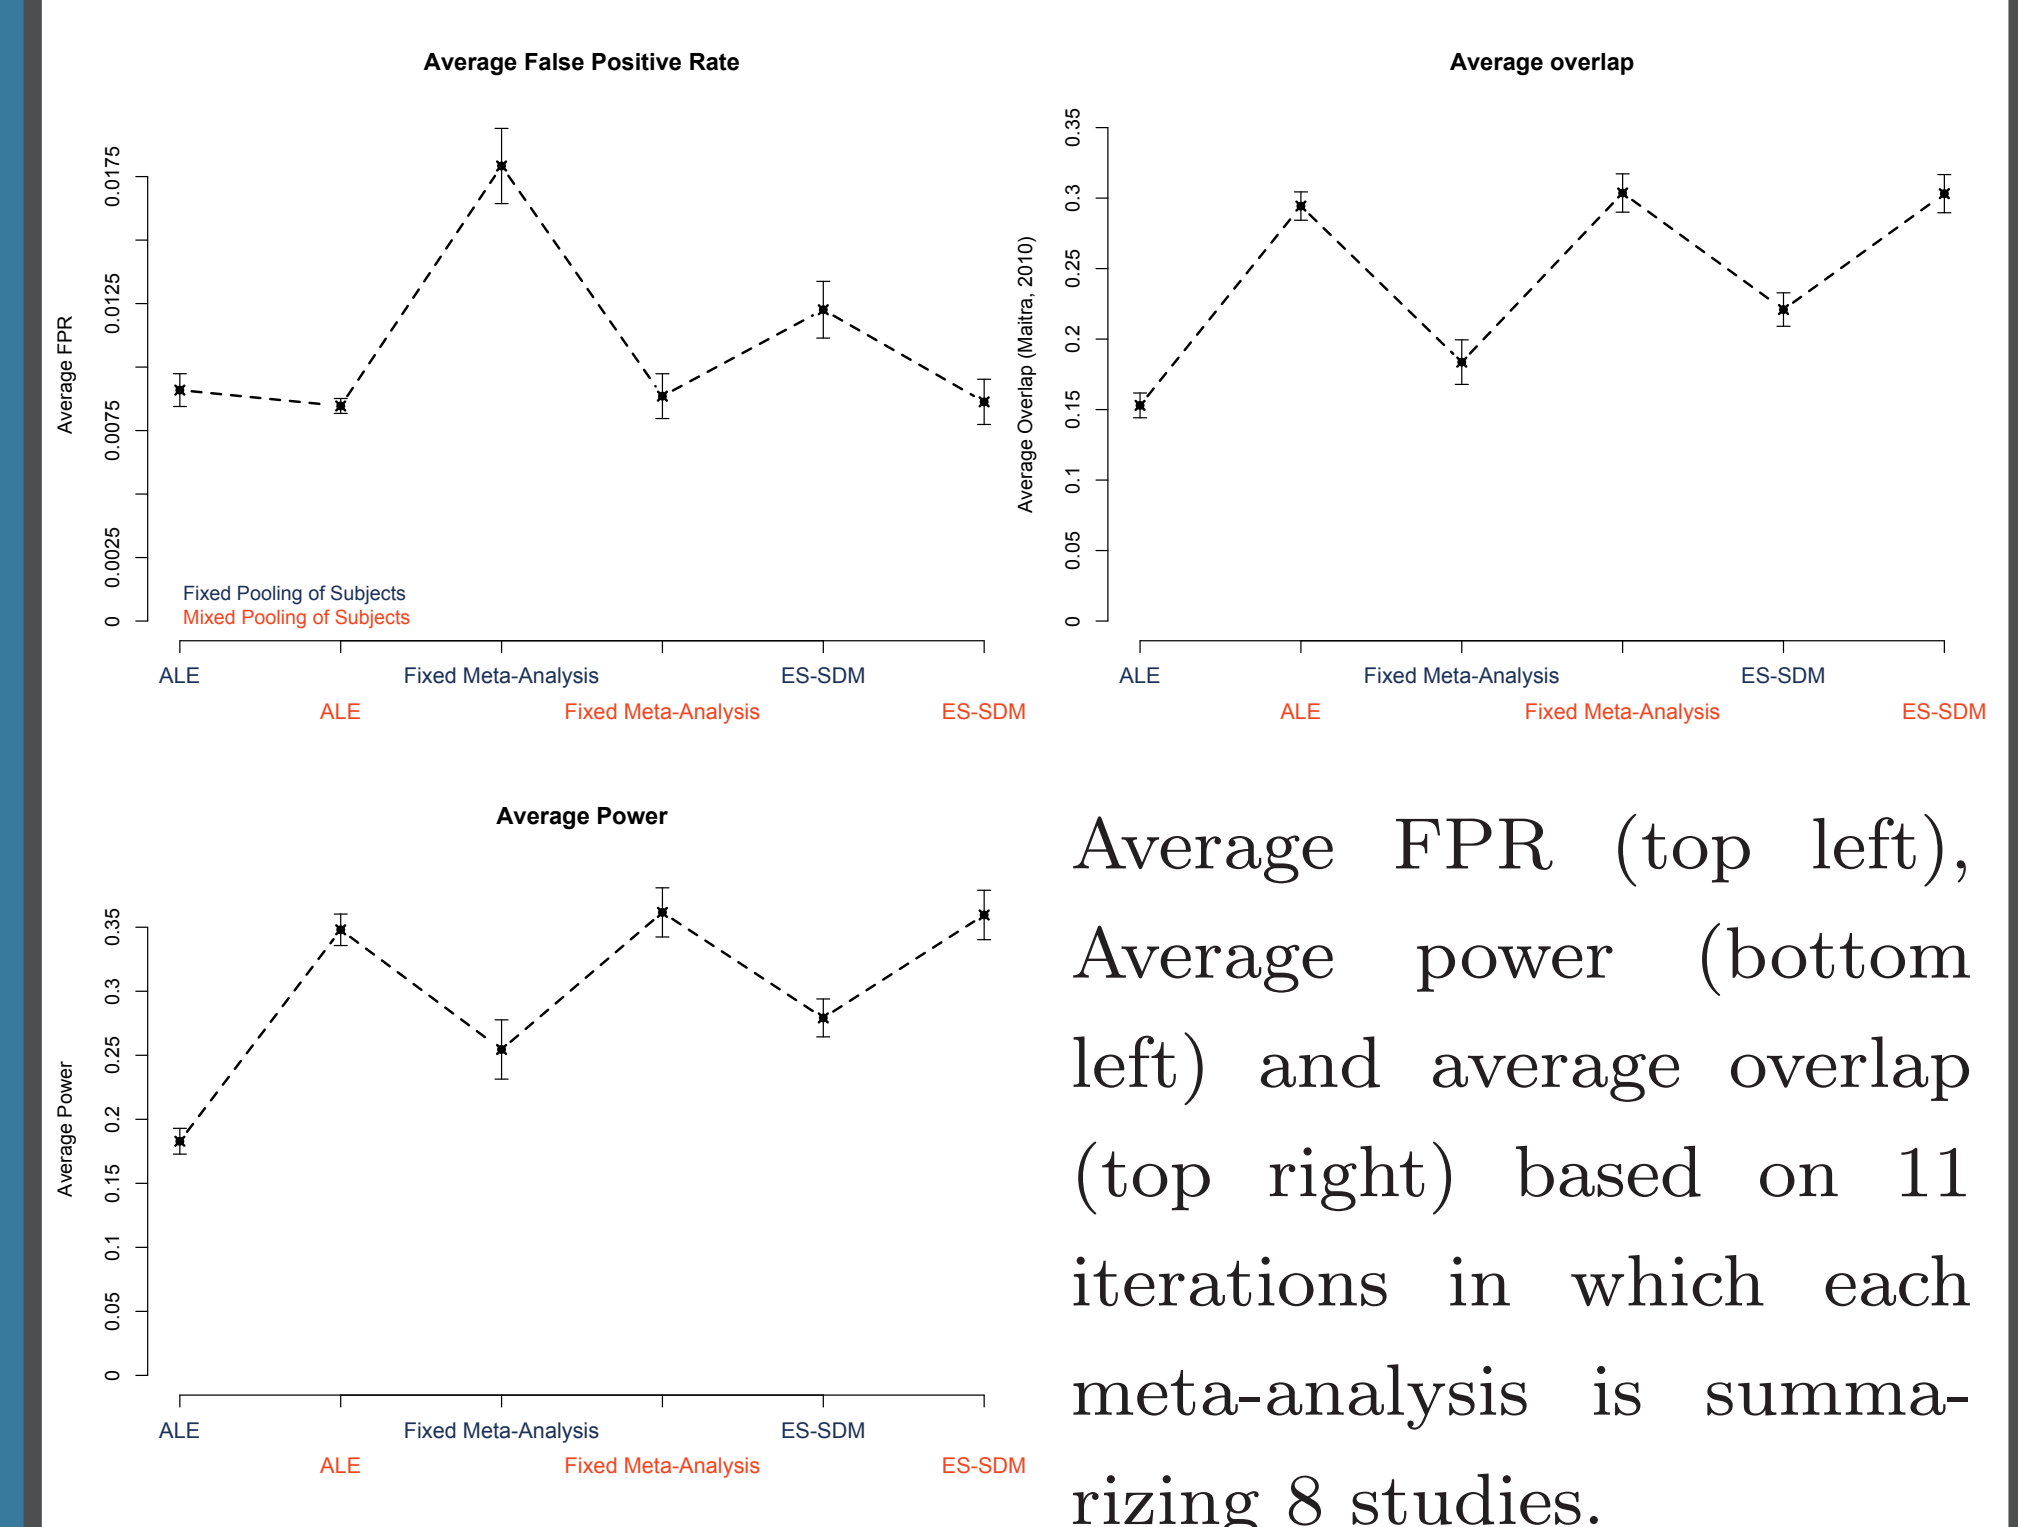 Average False Positive Rate
Average FPR
0.0175
0.0125
0.0075
0.0025
0
Fixed Pooling of Subjects
Mixed Pooling of Subjects
ALE Fixed Meta-Analysis ES-SDM
ALE Fixed Meta-Analysis ES-SDM
Average overlap
Average Overlap (Maitra, 2010)
0.35
0.3
0.25
0.2
0.15
0.1
0.05
0
ALE Fixed Meta-Analysis ES-SDM
ALE Fixed Meta-Analysis ES-SDM
Average Power
Average Power
0.35
0.3
0.25
0.2
0.15
0.1
0.05
0
ALE Fixed Meta-Analysis ES-SDM
ALE Fixed Meta-Analysis ES-SDM
Average FPR (top left),
Average power (bottom
left) and average overlap
(top right) based on 11
iterations in which each
meta-analysis is summa-
rizing 8 studies.